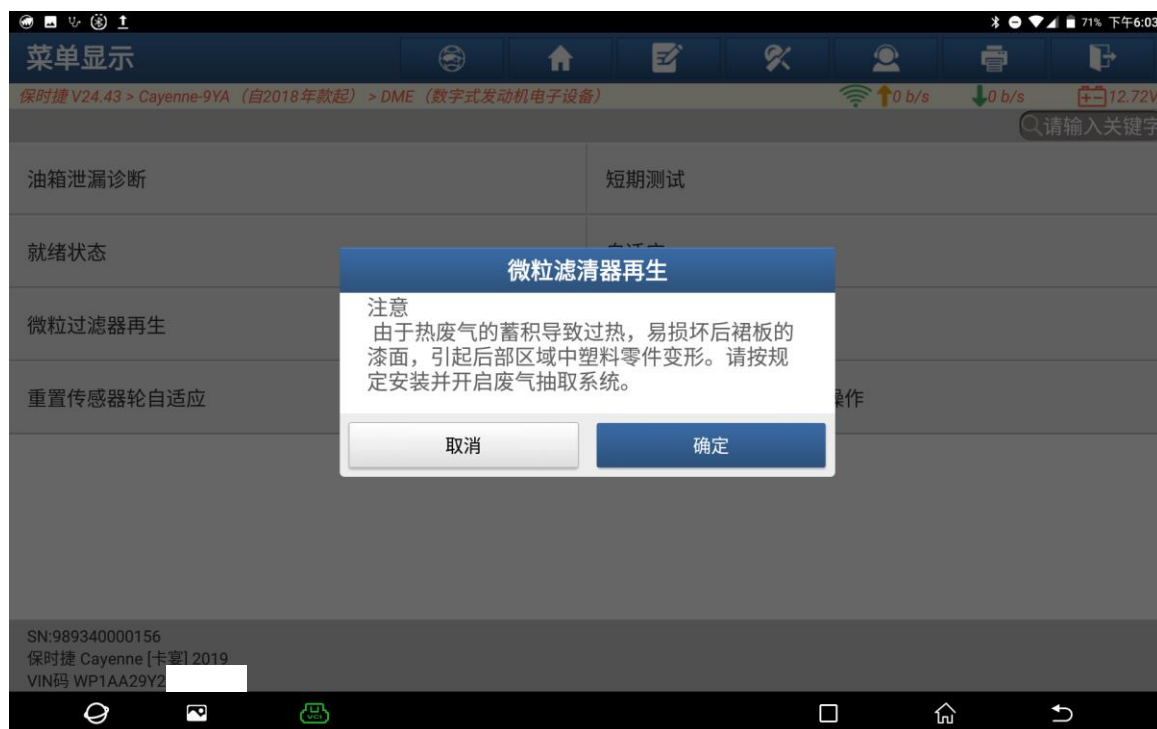 71% 下午6:03
菜单显示
保时捷 V24.43 > Cayenne-9YA（自2018年款起）> DME（数字式发动机电子设备）
0 b/s
0 b/s
12.72V
请输入关键字
油箱泄漏诊断
短期测试
就绪状态
微粒过滤器再生
重置传感器轮自适应
操作
微粒滤清器再生
注意
由于热废气的蓄积导致过热，易损坏后裙板的
漆面，引起后部区域中塑料零件变形。请按规
定安装并开启废气抽取系统。
取消
确定
SN:989340000156
保时捷 Cayenne [卡宴] 2019
VIN码 WP1AA29Y2
VCI